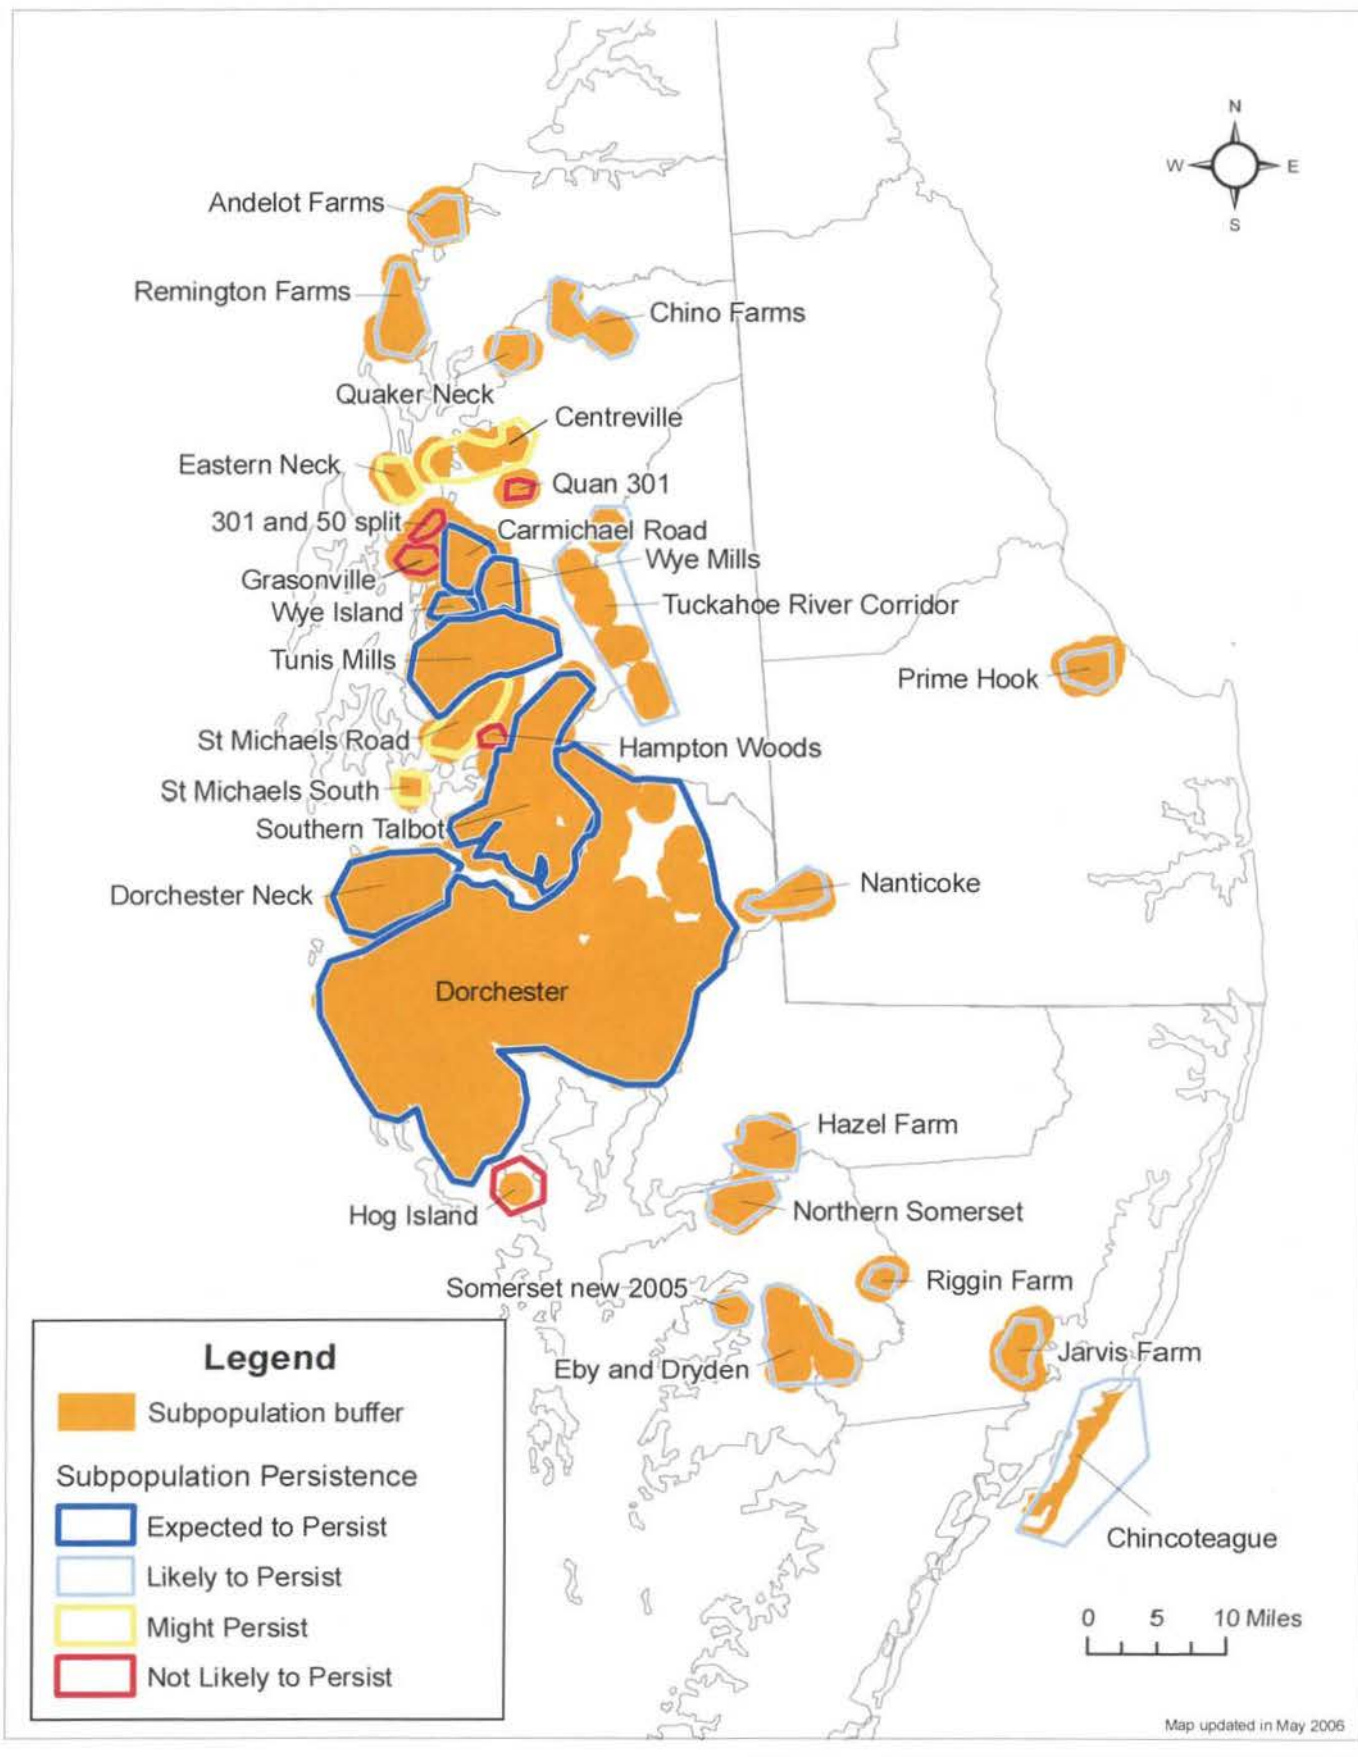 N
W E
S
Andelot Farms
Remington Farms
Chino Farms
Quaker Neck
Centreville
Eastern Neck
Quan 301
301 and 50 split
Carmichael Road
Wye Mills
Grasonville
Wye Island
Tuckahoe River Corridor
Tunis Mills
Prime Hook
St Michaels Road
Hampton Woods
St Michaels South
Southern Talbot
Nanticoke
Dorchester Neck
Dorchester
Hazel Farm
Hog Island
Northern Somerset
Riggin Farm
Somerset new 2005
Jarvis Farm
Eby and Dryden
Chincoteague
Legend
Subpopulation buffer
Subpopulation Persistence
Expected to Persist
Likely to Persist
Might Persist
Not Likely to Persist
0 5 10 Miles
Map updated in May 2006